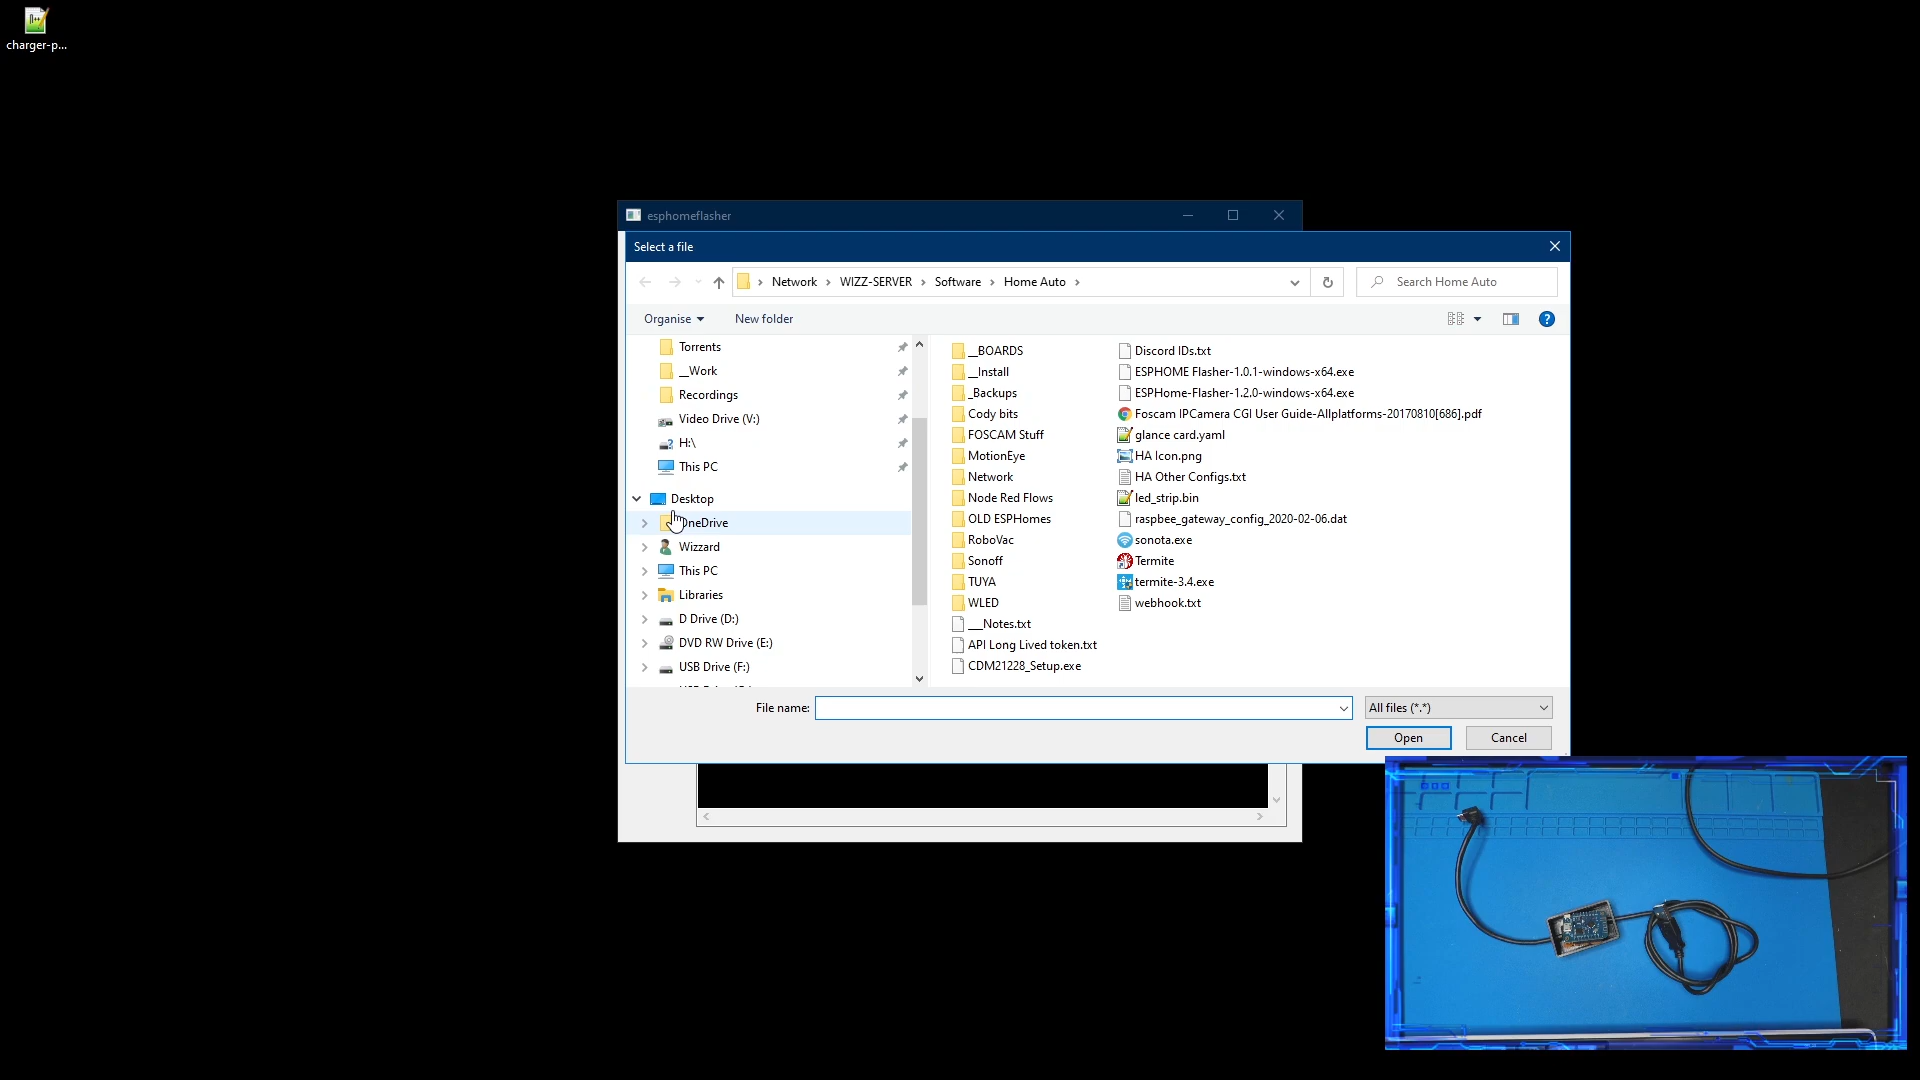 charger-p...
esphomeflasher
Select a file
Network > WIZZ-SERVER > Software > Home Auto >
Search Home Auto
Organise
New folder
Torrents
__Work
Recordings
Video Drive (V:)
H:\
This PC
Desktop
OneDrive
Wizzard
This PC
Libraries
D Drive (D:)
DVD RW Drive (E:)
USB Drive (F:)
__BOARDS
__Install
_Backups
Cody bits
FOSCAM Stuff
MotionEye
Network
Node Red Flows
OLD ESPHomes
RoboVac
Sonoff
TUYA
WLED
___Notes.txt
API Long Lived token.txt
CDM21228_Setup.exe
Discord IDs.txt
ESPHOME Flasher-1.0.1-windows-x64.exe
ESPHome-Flasher-1.2.0-windows-x64.exe
Foscam IPCamera CGI User Guide-Allplatforms-20170810[686].pdf
glance card.yaml
HA Icon.png
HA Other Configs.txt
led_strip.bin
raspbee_gateway_config_2020-02-06.dat
sonota.exe
Termite
termite-3.4.exe
webhook.txt
File name:
All files (*.*)
Open
Cancel